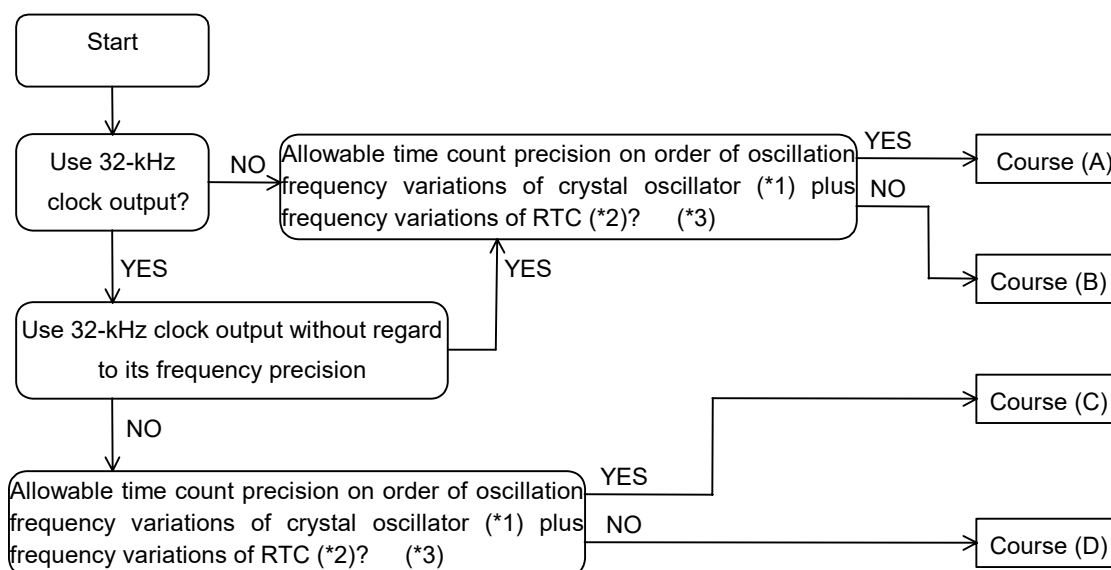 Start
Use 32-kHz
clock output?
NO
Allowable time count precision on order of oscillation
frequency variations of crystal oscillator (*1) plus
frequency variations of RTC (*2)? (*3)
YES
Course (A)
NO
Course (B)
YES
YES
Use 32-kHz clock output without regard
to its frequency precision
NO
Course (C)
Allowable time count precision on order of oscillation
frequency variations of crystal oscillator (*1) plus
frequency variations of RTC (*2)? (*3)
YES
NO
Course (D)